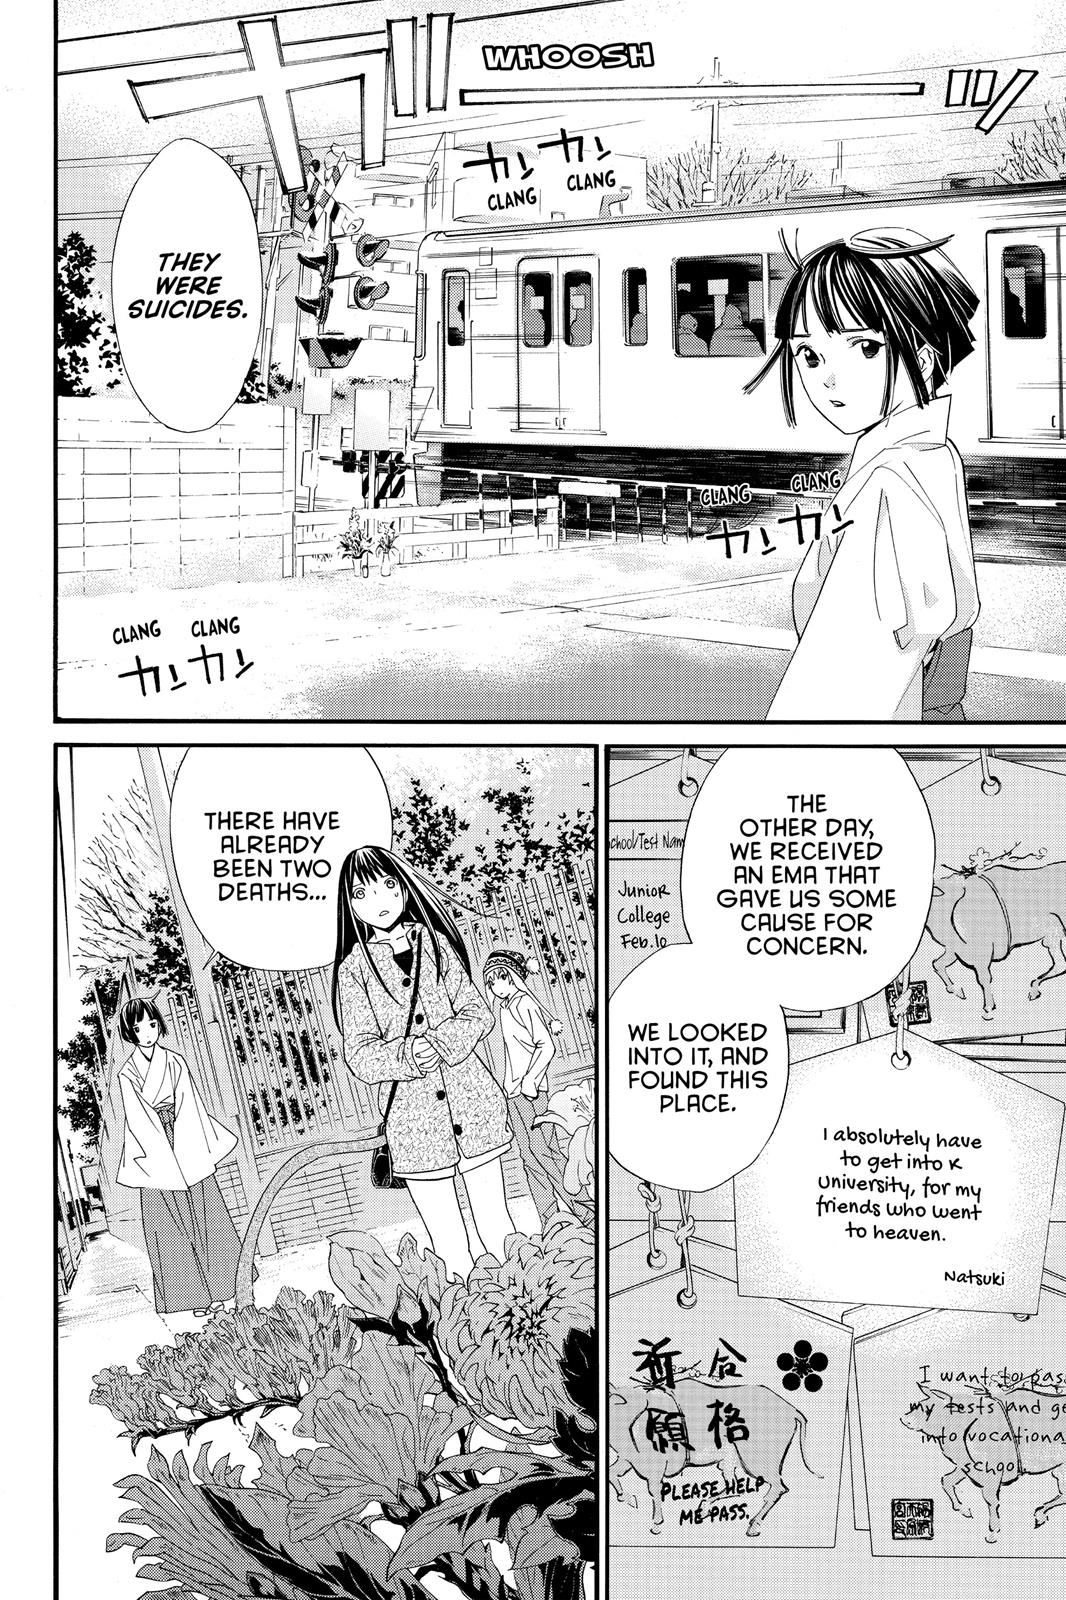 WHOOSH
カン
カン
CLANG
CLANG
THEY
WERE
SUICIDES.
CLANG
CLANG
カン
カン
CLANG
CLANG
カン
カン
THE
OTHER DAY,
WE RECEIVED
AN EMA THAT
GAVE US SOME
CAUSE FOR
CONCERN.
WE LOOKED
INTO IT, AND
FOUND THIS
PLACE.
chool/Test Nam
JUNIOR
COLLEGE
Feb. 10
I absolutely have
to get into K
University, for my
friends who went
to heaven.
Natsuki
合格
祈願
PLEASE HELP
ME PASS.
I want to pass
my tests and ge
into vocationa
school.
THERE HAVE
ALREADY
BEEN TWO
DEATHS...